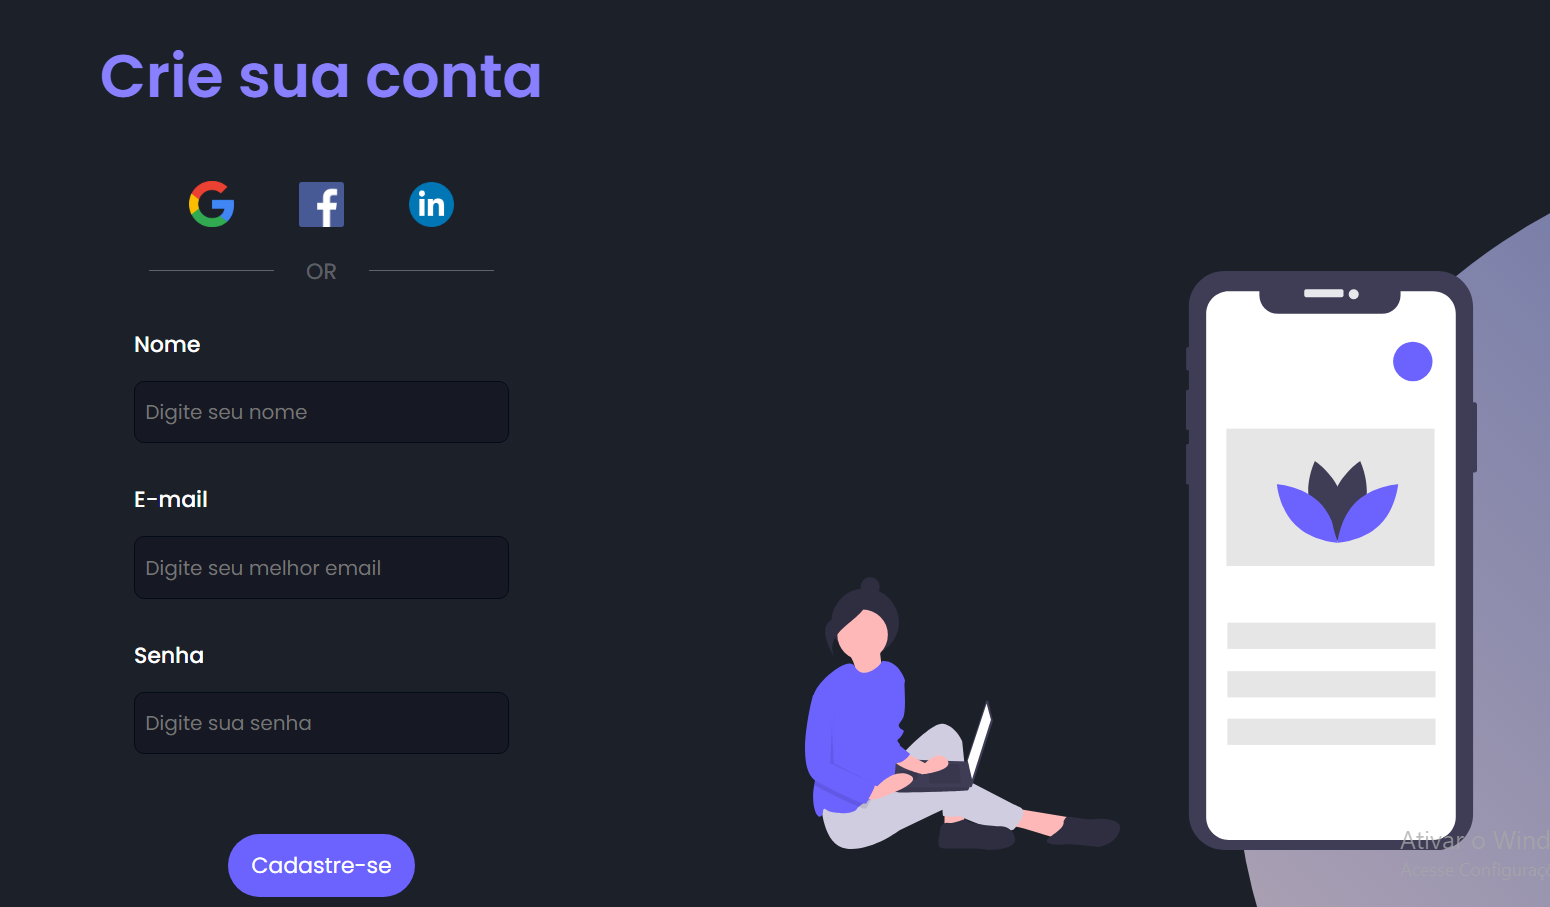 Crie sua conta
OR
Nome
Digite seu nome
E-mail
Digite seu melhor email
Senha
Digite sua senha
Cadastre-se
Ativar o Wind
Acesse Configuraç